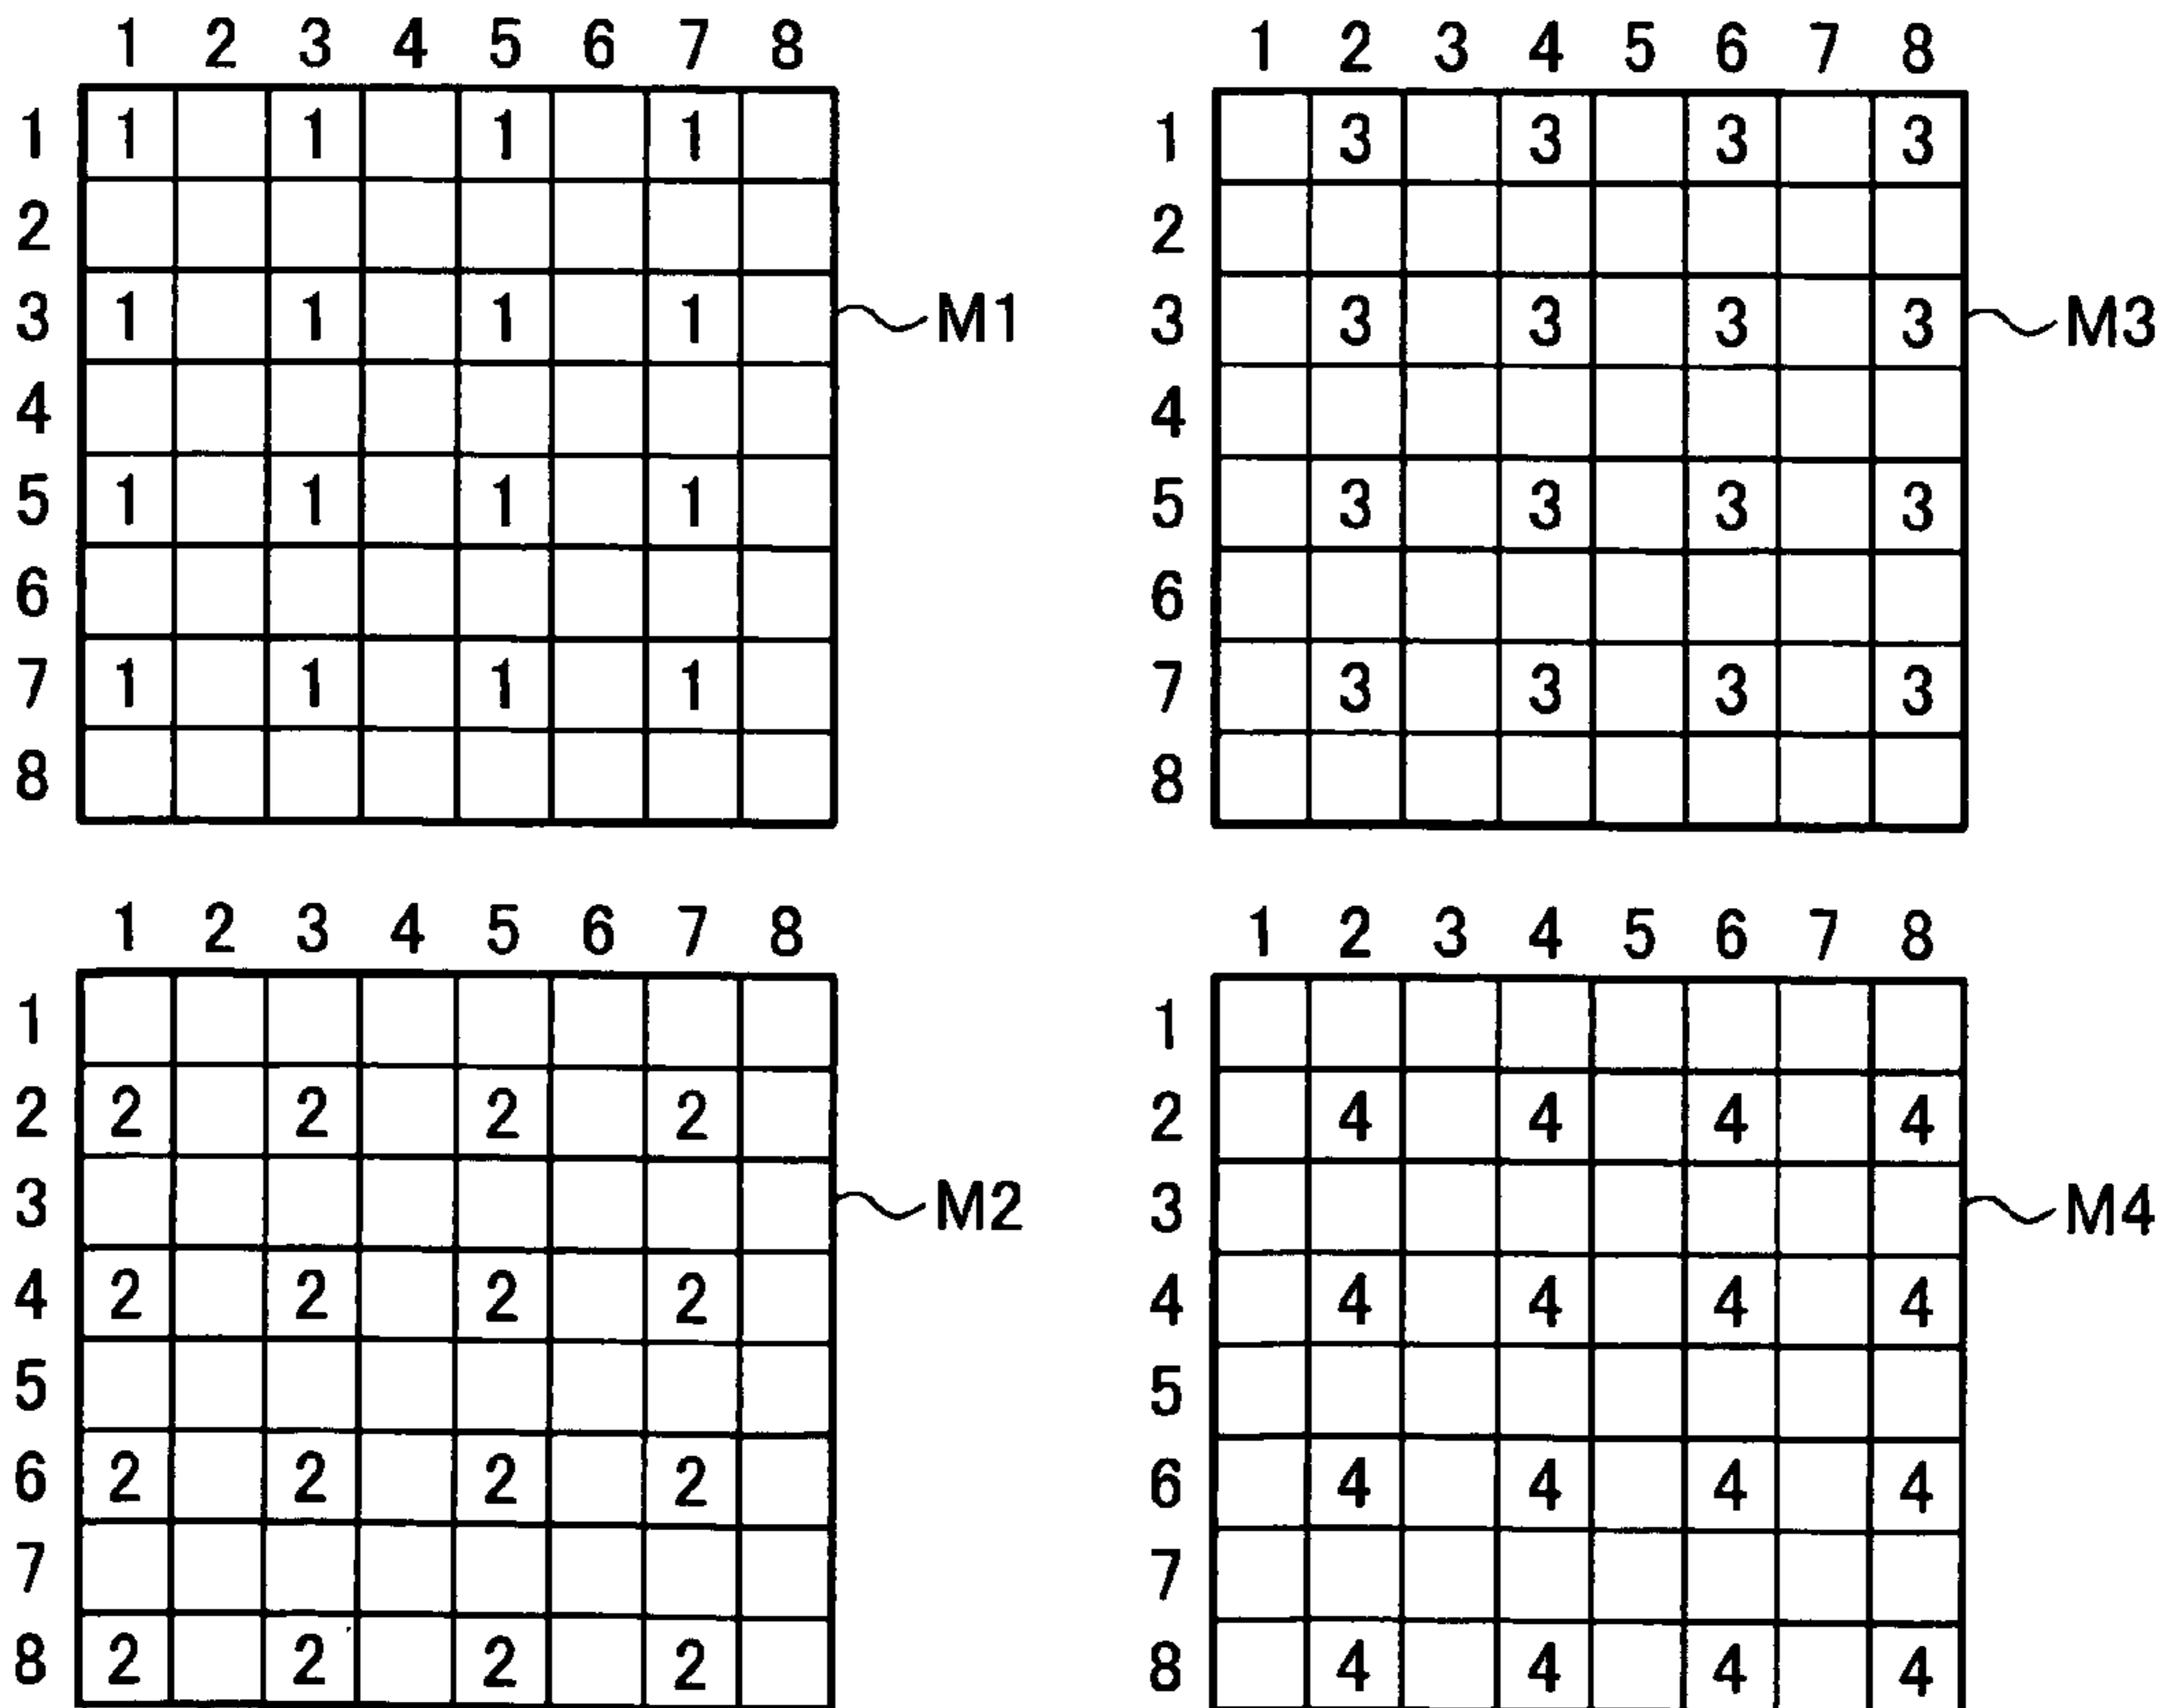 1 2 3 4 5 6 7 8
1 1 1 1 1
2
3 1 1 1 1
4
5 1 1 1 1
6
7 1 1 1 1
8
M1
1 2 3 4 5 6 7 8
1 3 3 3 3
2
3 3 3 3 3
4
5 3 3 3 3
6
7 3 3 3 3
8
M3
1 2 3 4 5 6 7 8
1
2 2 2 2 2
3
4 2 2 2 2
5
6 2 2 2 2
7
8 2 2 2 2
M2
1 2 3 4 5 6 7 8
1
2 4 4 4 4
3
4 4 4 4 4
5
6 4 4 4 4
7
8 4 4 4 4
M4